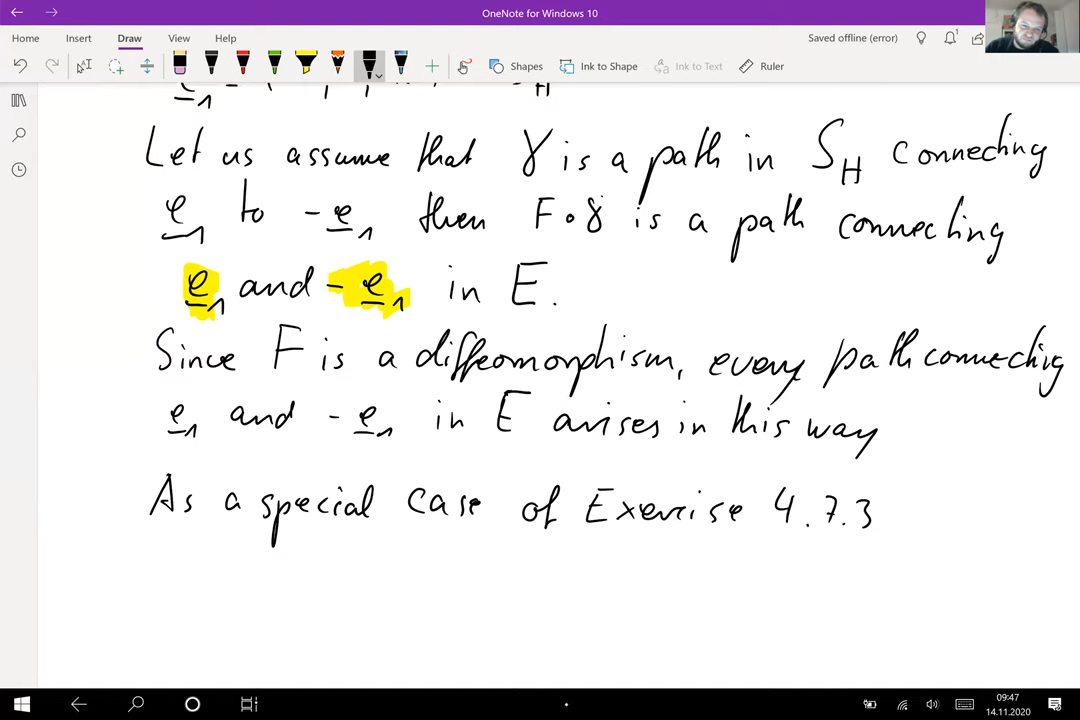 OneNote for Windows 10
Home Insert Draw View Help
Saved offline (error)
Shapes Ink to Shape Ink to Text Ruler
Let us assume that γ is a path in S_H connecting
e_1 to -e_1 then F∘γ is a path connecting
e_1 and -e_1 in E.
Since F is a diffeomorphism, every path connecting
e_1 and -e_1 in E arises in this way
As a special case of Exercise 4.7.3
09:47
14.11.2020